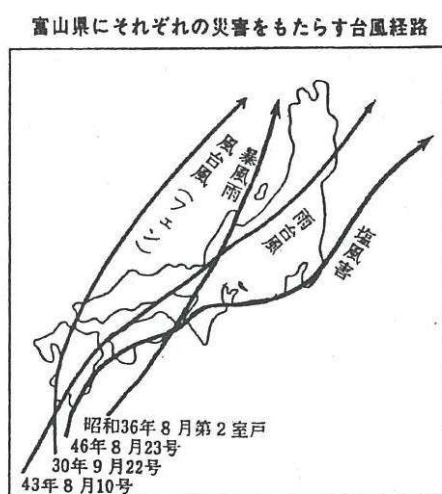 富山県にそれぞれの災害をもたらす台風経路
風台風(フェン)
暴風雨
雨台風
塩風害
昭和36年8月第2室戸
46年8月23号
30年9月22号
43年8月10号